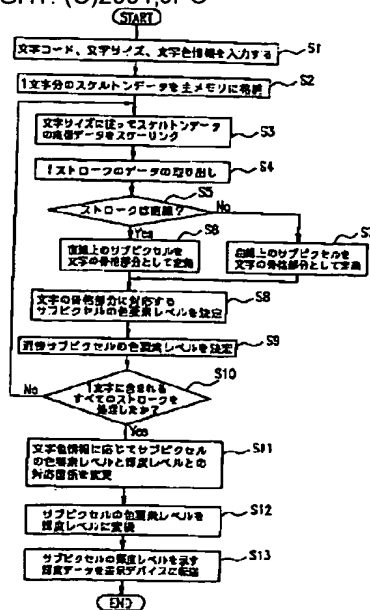 (C)2001,JPO
START
文字コード、文字サイズ、文字色情報を入力する
S1
1文字分のスケルトンデータを主メモリに格納
S2
文字サイズに従ってスケルトンデータ
の座標データをスケーリング
S3
1ストロークのデータの取り出し
S4
ストロークは直線？
S5
No
Yes
S6
直線上のサブピクセルを
文字の骨格部分として定義
曲線上のサブピクセルを
文字の骨格部分として定義
文字の骨格部分に対応する
サブピクセルの色要素レベルを決定
S8
近傍サブピクセルの色要素レベルを決定
S9
No
1文字に含まれる
すべてのストロークを
処理したか？
S10
Yes
文字色情報に応じてサブピクセル
の色要素レベルと輝度レベルとの
対応関係を変更
S11
サブピクセルの色要素レベルを
輝度レベルに変換
S12
サブピクセルの輝度レベルを示す
輝度データを表示デバイスに転送
S13
END